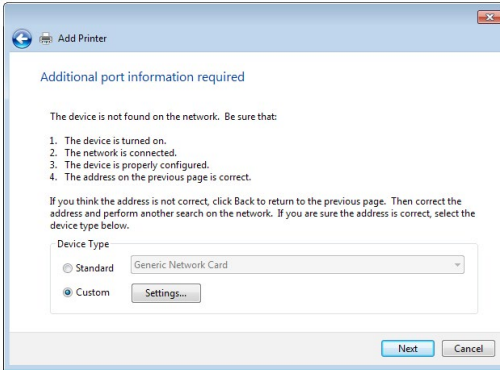 Add Printer
Additional port information required
The device is not found on the network. Be sure that:
1. The device is turned on.
2. The network is connected.
3. The device is properly configured.
4. The address on the previous page is correct.
If you think the address is not correct, click Back to return to the previous page. Then correct the
address and perform another search on the network. If you are sure the address is correct, select the
device type below.
Device Type
Standard Generic Network Card
Custom Settings...
Next Cancel